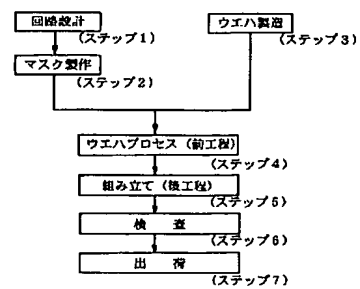 回路設計
(ステップ1)
ウエハ製造
(ステップ3)
マスク製作
(ステップ2)
ウエハプロセス(前工程)
(ステップ4)
組み立て(後工程)
(ステップ5)
検 査
(ステップ6)
出 荷
(ステップ7)